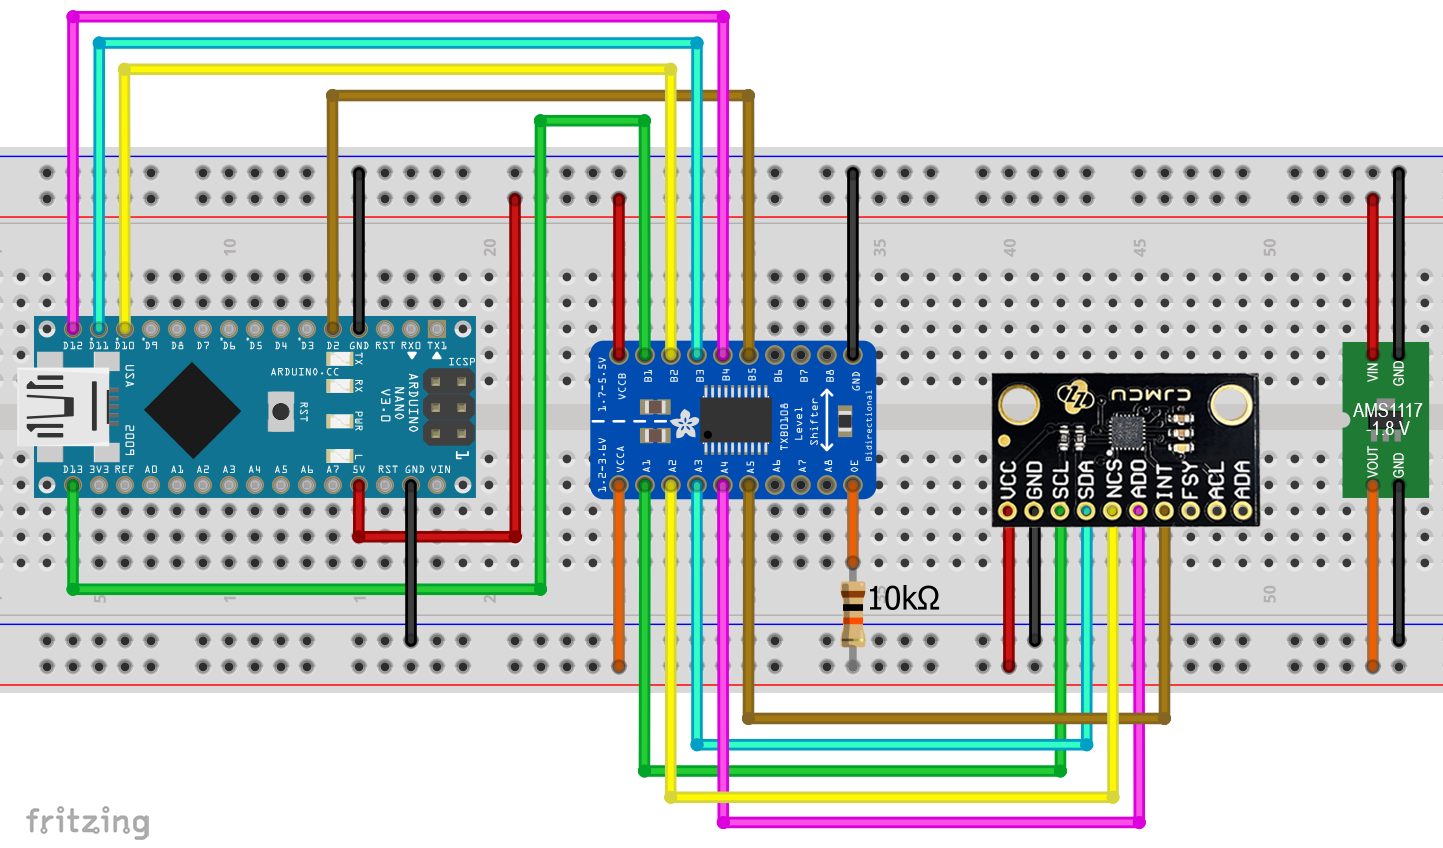 10
20
35
40
45
50
D12 D11 D10 D9 D8 D7 D6 D5 D4 D3 D2 GND RST RX0 TX1
USA
2009
ARDUINO.CC
RST
TX
RX
PWR
L
ARDUINO
NANO
V3.0
ICSP
1
D13 3V3 REF A0 A1 A2 A3 A4 A5 A6 A7 5V RST GND VIN
1.7-5.5V
VCCB B1 B2 B3 B4 B5 B6 B7 B8 GND
TXB0108
Level
Shifter
Bidirectional
1.2-3.6V
VCCA A1 A2 A3 A4 A5 A6 A7 A8 OE
CJMCU
VCC GND SCL SDA NCS ADO INT FSY ACL ADA
VIN GND
AMS1117
-1.8 V
VOUT GND
10kΩ
5
10
50
fritzing